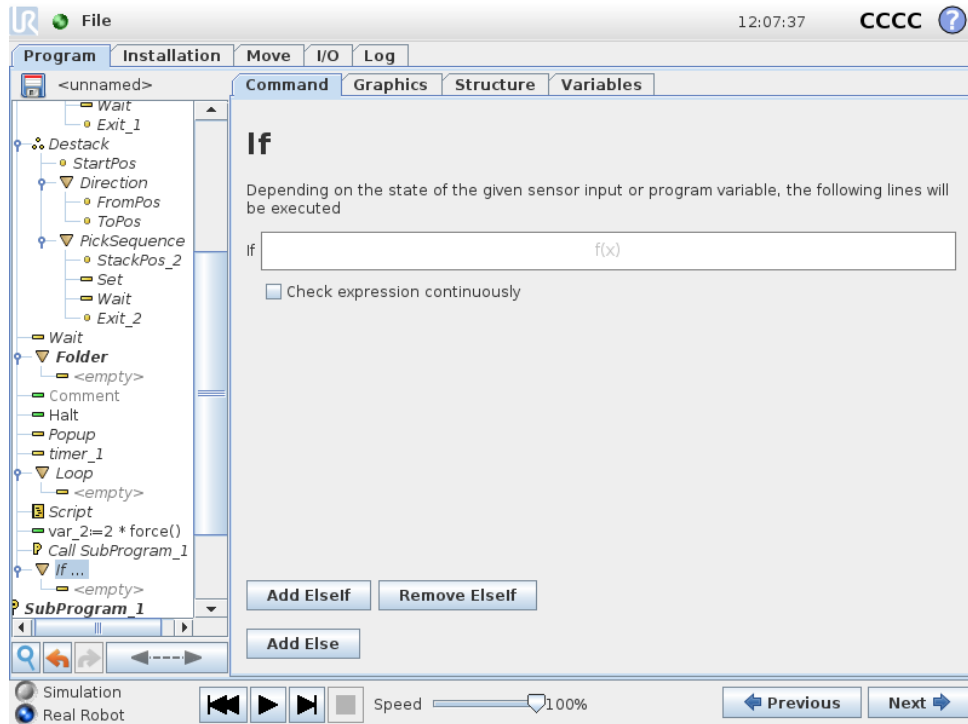 UR File 12:07:37 CCCC ?
Program Installation Move I/O Log
<unnamed>
Command Graphics Structure Variables
Wait
Exit_1
Destack
StartPos
Direction
FromPos
ToPos
PickSequence
StackPos_2
Set
Wait
Exit_2
Wait
Folder
<empty>
Comment
Halt
Popup
timer_1
Loop
<empty>
Script
var_2:=2 * force()
P Call SubProgram_1
If ...
<empty>
P SubProgram_1
If
Depending on the state of the given sensor input or program variable, the following lines will
be executed
If f(x)
Check expression continuously
Add ElseIf Remove ElseIf
Add Else
Simulation
Real Robot
Speed 100%
Previous Next